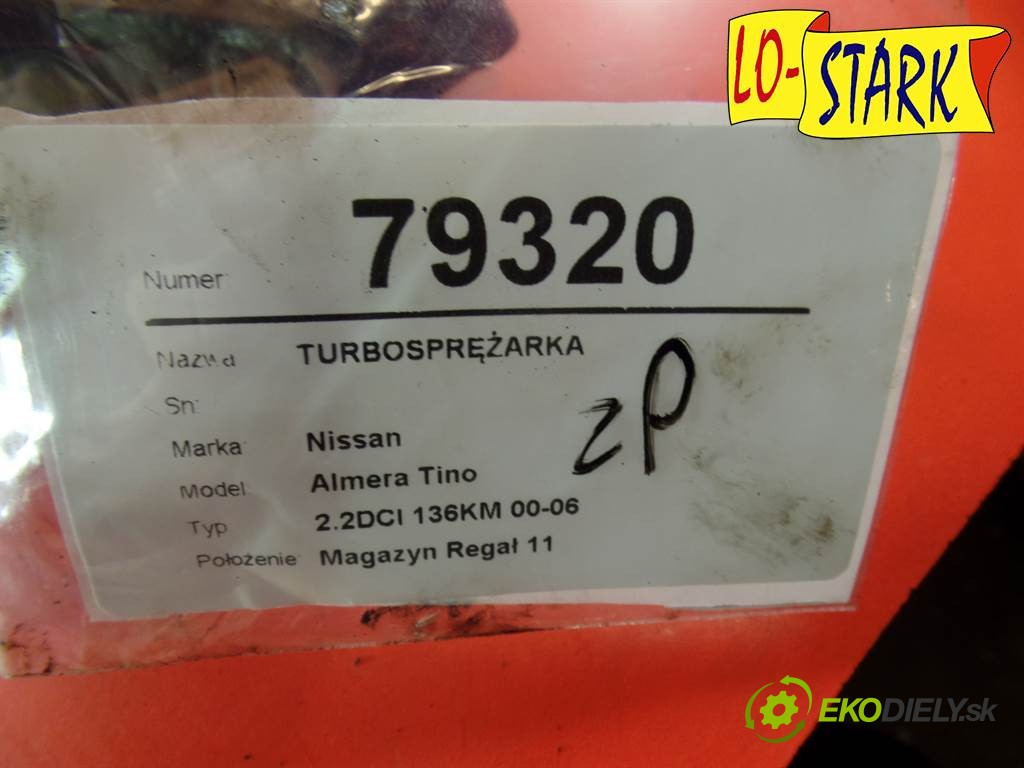 LO-STARK
Numer: 79320
Nazwa TURBOSPRĘŻARKA
Sn:
Marka: Nissan
Model Almera Tino
Typ 2.2DCI 136KM 00-06
Położenie: Magazyn Regał 11
ZP
EKODIELY.sk